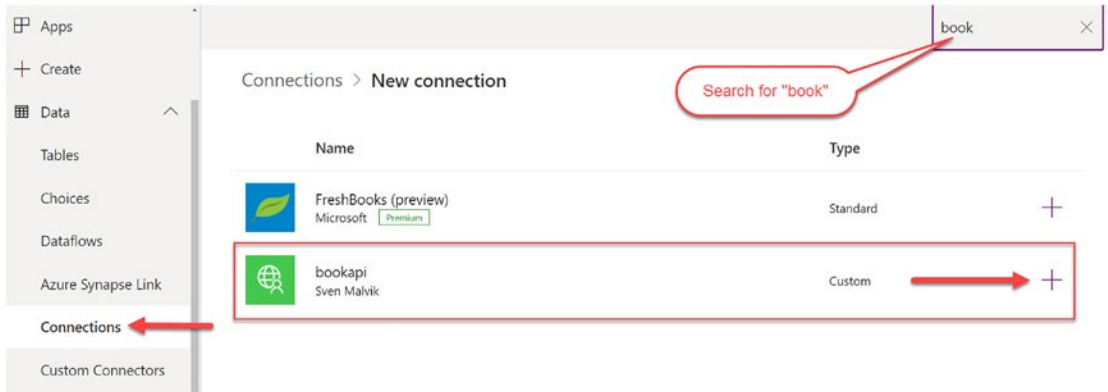 Apps
Create
Data
Tables
Choices
Dataflows
Azure Synapse Link
Connections
Custom Connectors
book
Search for "book"
Connections > New connection
Name Type
FreshBooks (preview)
Microsoft Premium
Standard
bookapi
Sven Malvik
Custom